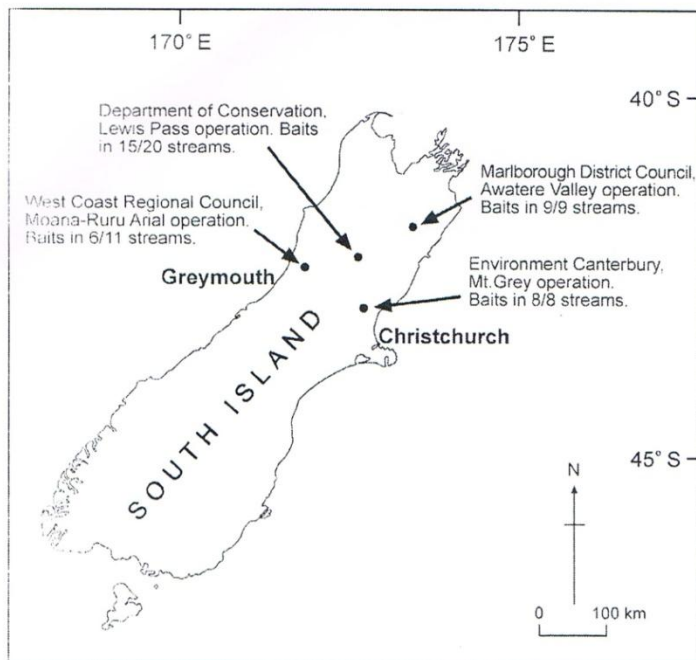 170° E
175° E
40° S
Department of Conservation,
Lewis Pass operation. Baits
in 15/20 streams.
Marlborough District Council,
Awatere Valley operation.
Baits in 9/9 streams.
West Coast Regional Council,
Moana-Ruru Arial operation.
Baits in 6/11 streams.
Greymouth
Environment Canterbury,
Mt. Grey operation.
Baits in 8/8 streams.
Christchurch
SOUTH ISLAND
45° S
N
0 100 km